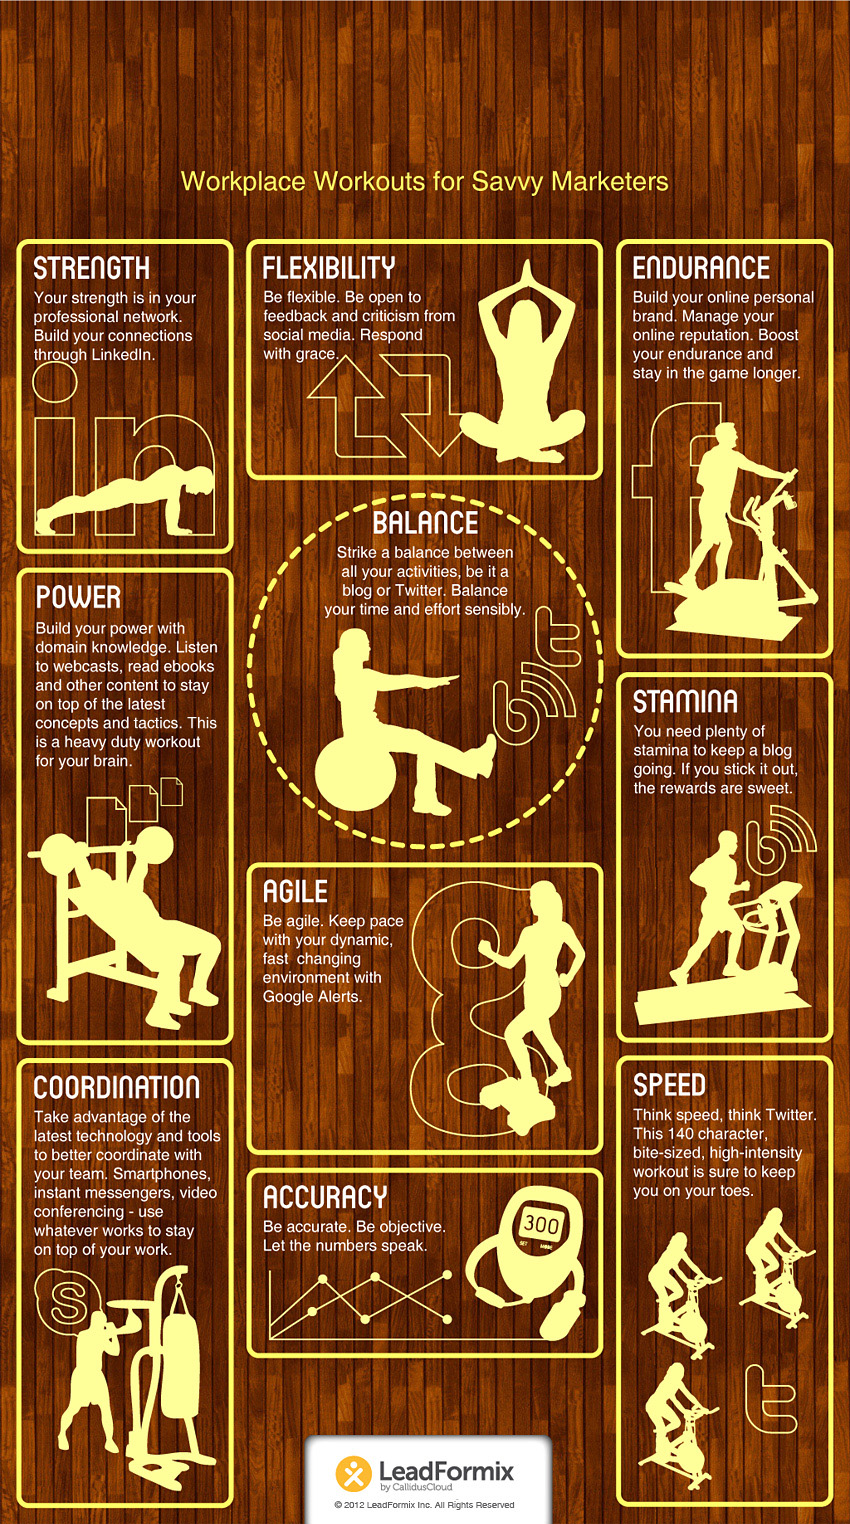 Workplace Workouts for Savvy Marketers
STRENGTH
Your strength is in your
professional network.
Build your connections
through LinkedIn.
in
FLEXIBILITY
Be flexible. Be open to
feedback and criticism from
social media. Respond
with grace.
ENDURANCE
Build your online personal
brand. Manage your
online reputation. Boost
your endurance and
stay in the game longer.
f
BALANCE
Strike a balance between
all your activities, be it a
blog or Twitter. Balance
your time and effort sensibly.
t
b
POWER
Build your power with
domain knowledge. Listen
to webcasts, read ebooks
and other content to stay
on top of the latest
concepts and tactics. This
is a heavy duty workout
for your brain.
STAMINA
You need plenty of
stamina to keep a blog
going. If you stick it out,
the rewards are sweet.
b
AGILE
Be agile. Keep pace
with your dynamic,
fast  changing
environment with
Google Alerts.
g
COORDINATION
Take advantage of the
latest technology and tools
to better coordinate with
your team. Smartphones,
instant messengers, video
conferencing - use
whatever works to stay
on top of your work.
S
ACCURACY
Be accurate. Be objective.
Let the numbers speak.
300
SET MODE
SPEED
Think speed, think Twitter.
This 140 character,
bite-sized, high-intensity
workout is sure to keep
you on your toes.
t
LeadFormix
by CallidusCloud
© 2012 LeadFormix Inc. All Rights Reserved